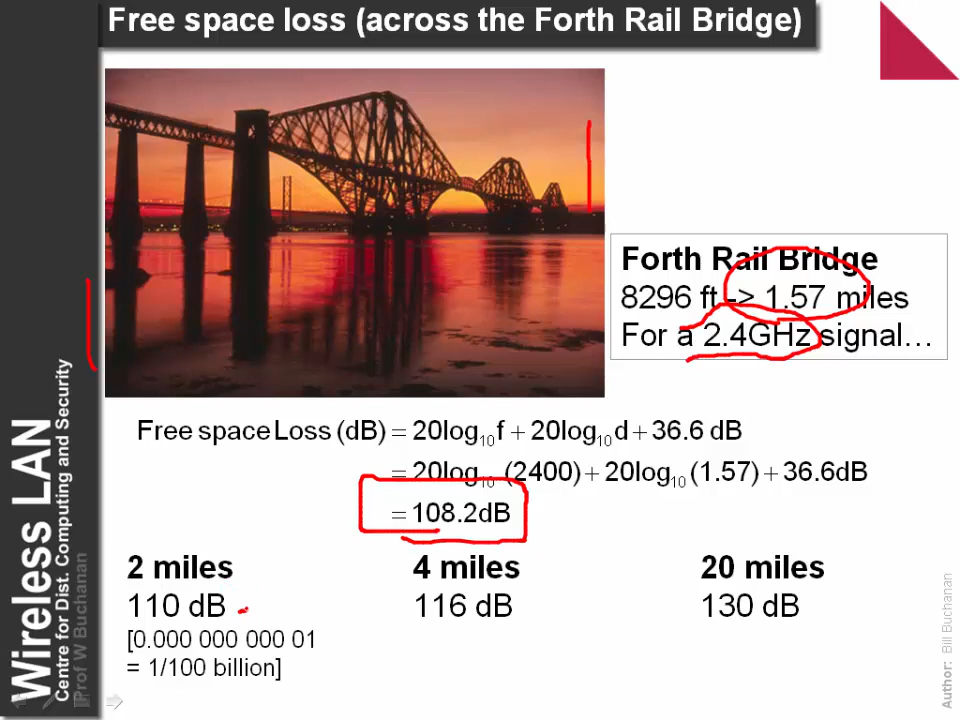 Free space loss (across the Forth Rail Bridge)
Forth Rail Bridge
8296 ft -> 1.57 miles
For a 2.4GHz signal...
Free space Loss (dB) = 20log10 f + 20log10 d + 36.6 dB
= 20log10 (2400) + 20log10 (1.57) + 36.6dB
= 108.2dB
2 miles
110 dB
[0.000 000 000 01
= 1/100 billion]
4 miles
116 dB
20 miles
130 dB
Wireless LAN
Centre for Dist. Computing and Security
Prof W Buchanan
Author: Bill Buchanan